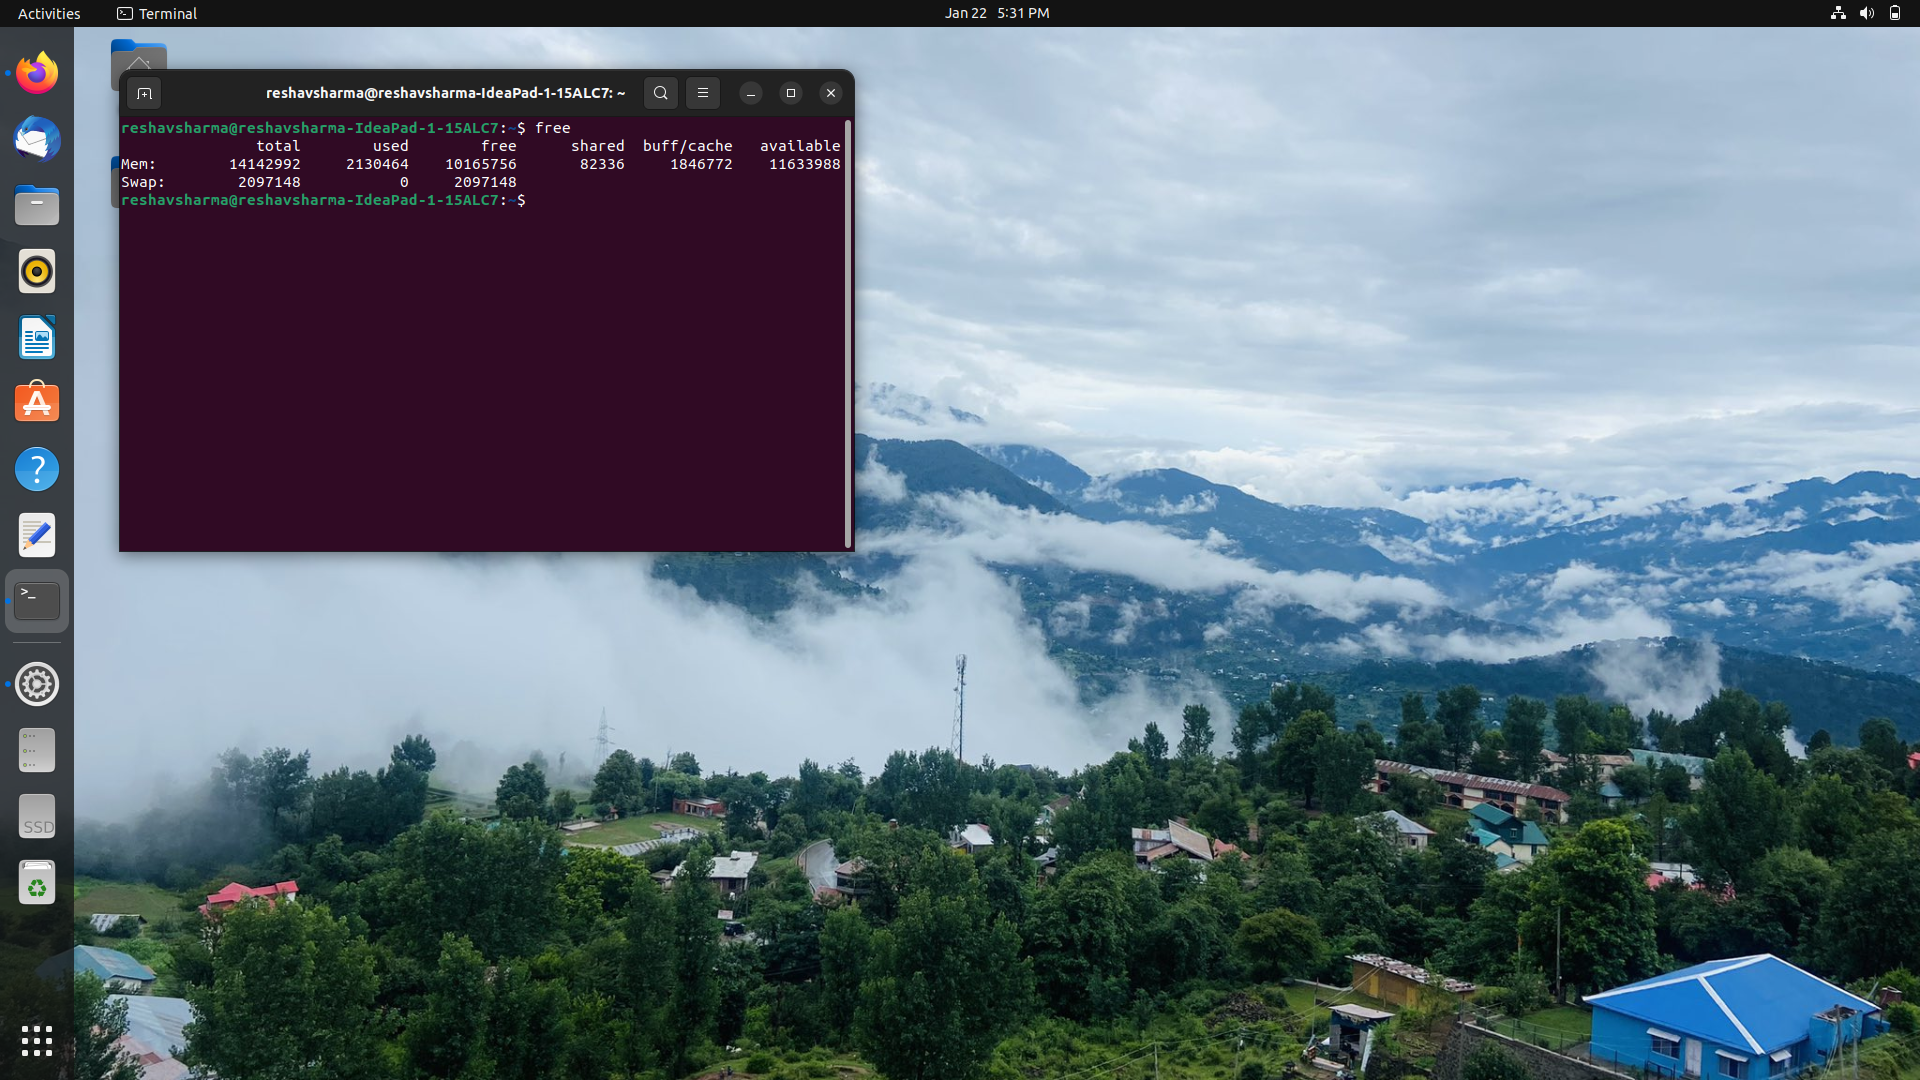 Activities Terminal Jan 22 5:31 PM
reshavsharma@reshavsharma-IdeaPad-1-15ALC7: ~
reshavsharma@reshavsharma-IdeaPad-1-15ALC7:~$ free
total used free shared buff/cache available
Mem: 14142992 2130464 10165756 82336 1846772 11633988
Swap: 2097148 0 2097148
reshavsharma@reshavsharma-IdeaPad-1-15ALC7:~$
?
>_
SSD